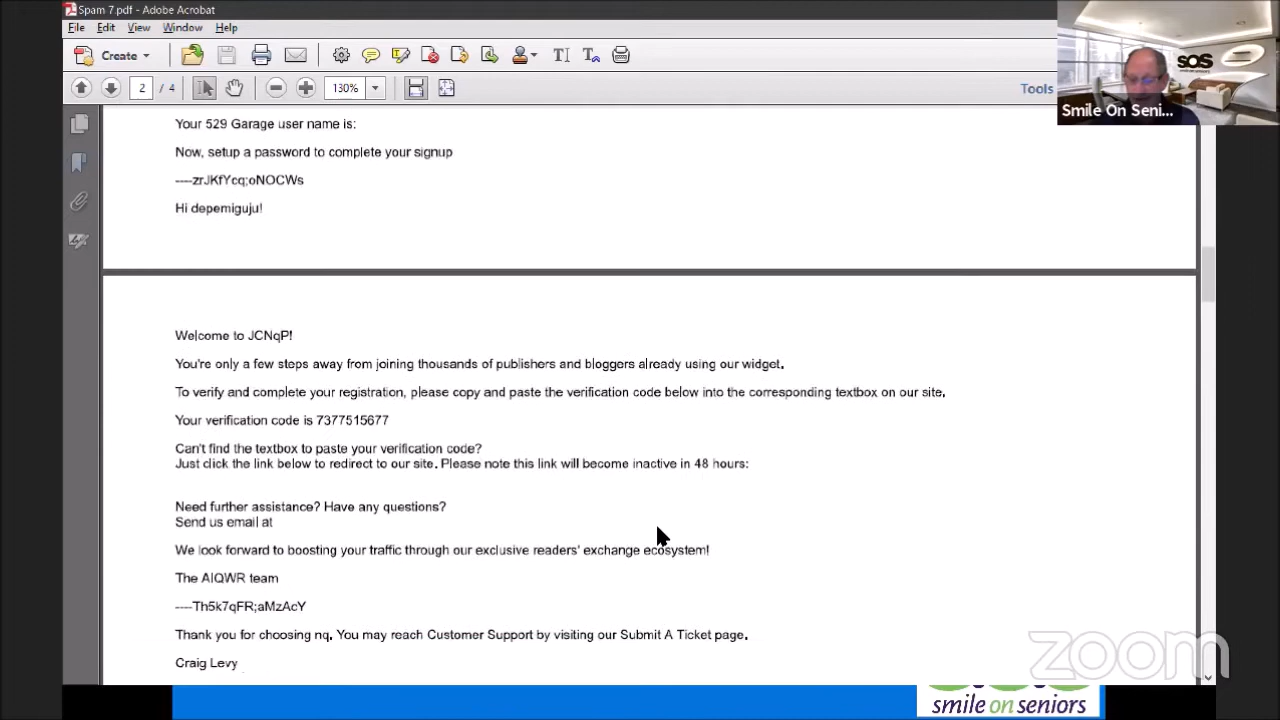 Spam 7.pdf - Adobe Acrobat
File Edit View Window Help
Create
2 / 4
130%
Tools
SOS
Smile On Seni...
Your 529 Garage user name is:
Now, setup a password to complete your signup
----zrJKfYcq;oNOCWs
Hi depemiguju!
Welcome to JCNqP!
You're only a few steps away from joining thousands of publishers and bloggers already using our widget.
To verify and complete your registration, please copy and paste the verification code below into the corresponding textbox on our site.
Your verification code is 7377515677
Can't find the textbox to paste your verification code?
Just click the link below to redirect to our site. Please note this link will become inactive in 48 hours:
Need further assistance? Have any questions?
Send us email at
We look forward to boosting your traffic through our exclusive readers' exchange ecosystem!
The AIQWR team
----Th5k7qFR;aMzAcY
Thank you for choosing nq. You may reach Customer Support by visiting our Submit A Ticket page.
Craig Levy
zoom
smile on seniors